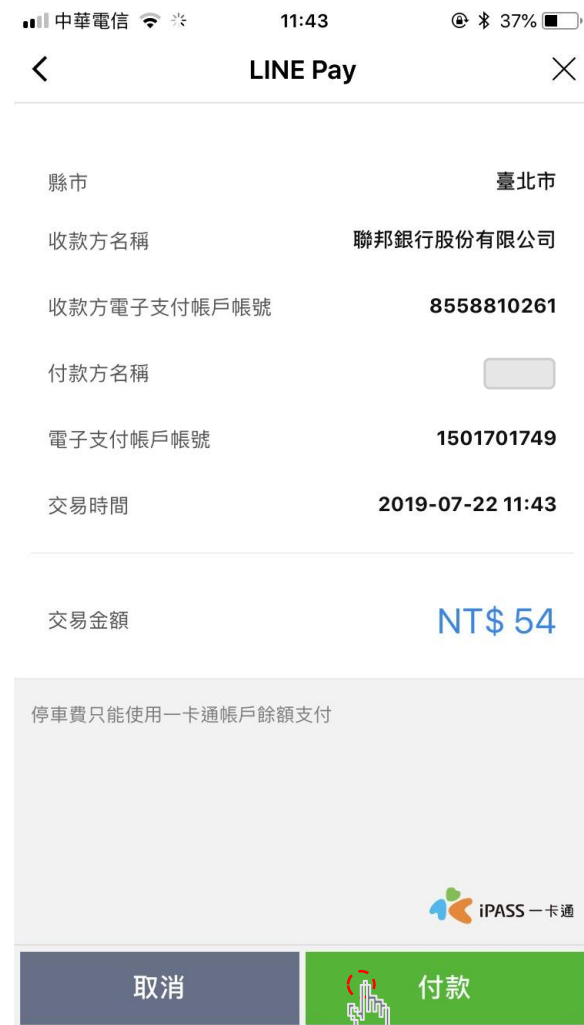 中華電信 11:43 37%
LINE Pay
縣市 臺北市
收款方名稱 聯邦銀行股份有限公司
收款方電子支付帳戶帳號 8558810261
付款方名稱
電子支付帳戶帳號 1501701749
交易時間 2019-07-22 11:43
交易金額 NT$ 54
停車費只能使用一卡通帳戶餘額支付
iPASS 一卡通
取消 付款